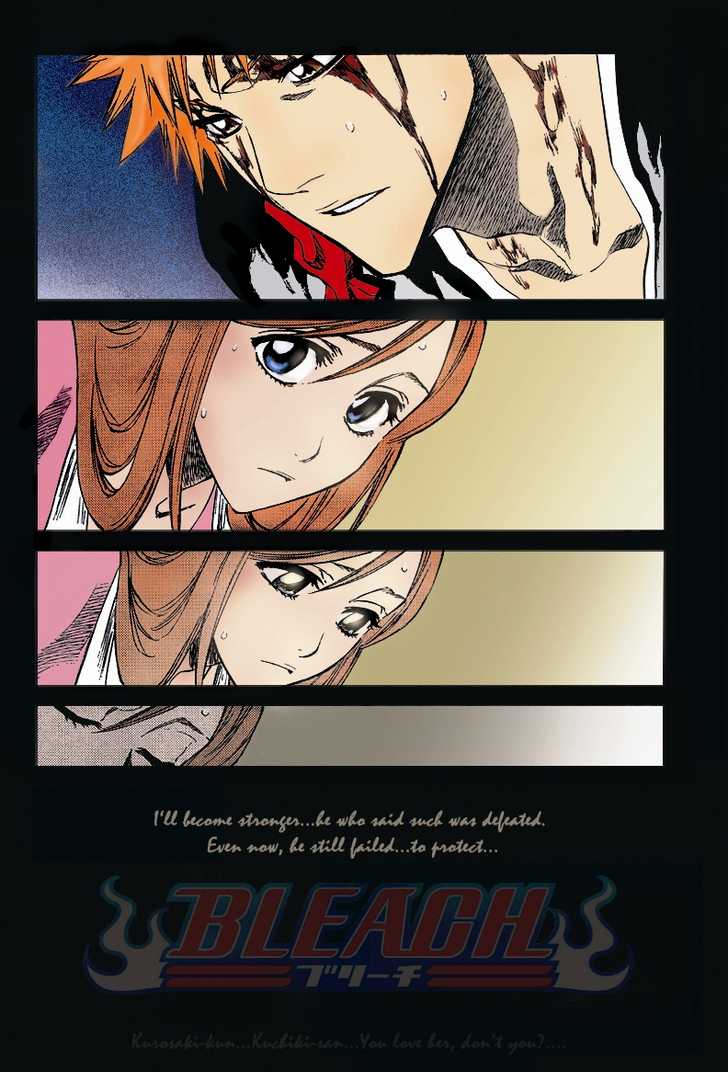 I'll become stronger...he who said such was defeated.
Even now, he still failed...to protect...
BLEACH
ブリーチ
Kurosaki-kun...Kuchiki-san...You love her, don't you?....